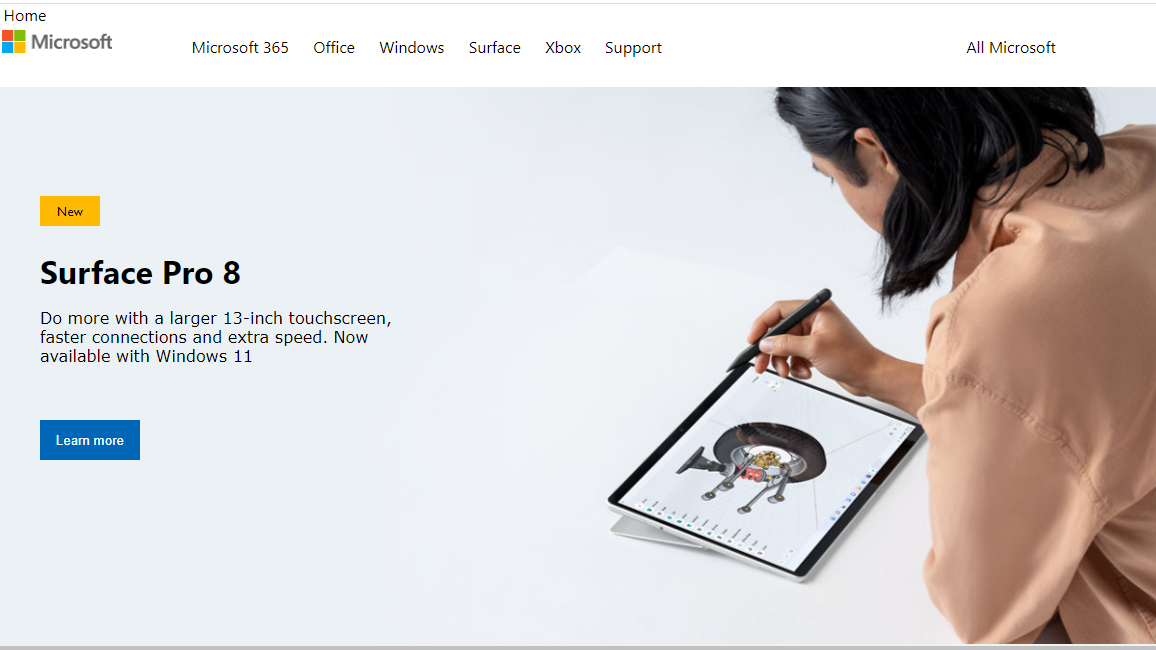 Home
Microsoft
Microsoft 365 Office Windows Surface Xbox Support
All Microsoft
New
Surface Pro 8
Do more with a larger 13-inch touchscreen,
faster connections and extra speed. Now
available with Windows 11
Learn more